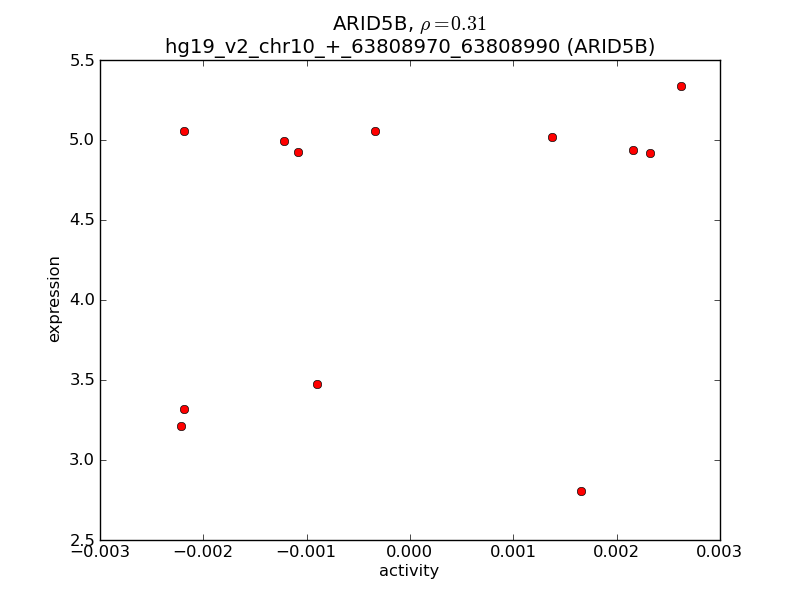 ARID5B, ρ=0.31
hg19_v2_chr10_+_63808970_63808990 (ARID5B)
5.5
5.0
4.5
4.0
3.5
3.0
2.5
expression
−0.003 −0.002 −0.001 0.000 0.001 0.002 0.003
activity